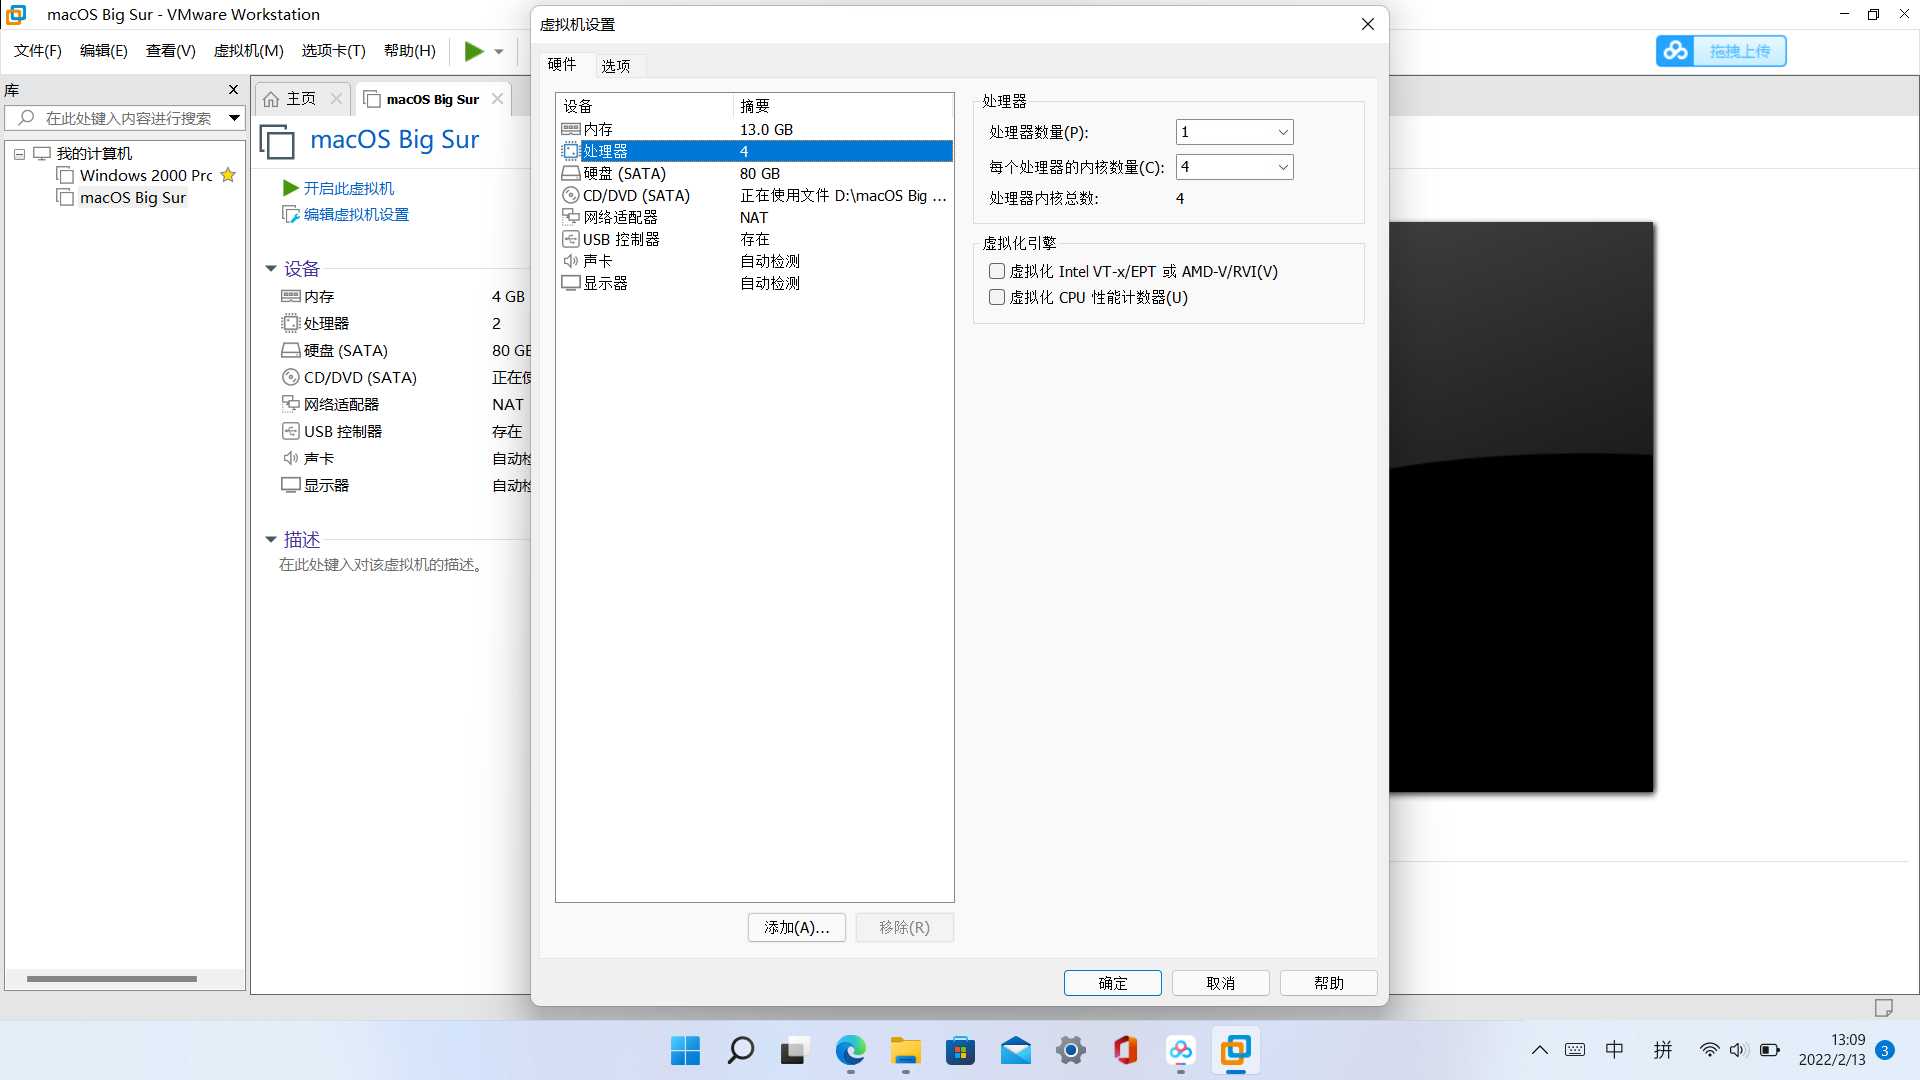 macOS Big Sur - VMware Workstation
文件(F) 编辑(E) 查看(V) 虚拟机(M) 选项卡(T) 帮助(H)
拖拽上传
库
在此处键入内容进行搜索
我的计算机
Windows 2000 Prc
macOS Big Sur
主页
macOS Big Sur
macOS Big Sur
开启此虚拟机
编辑虚拟机设置
设备
内存 4 GB
处理器 2
硬盘 (SATA) 80 GB
CD/DVD (SATA) 正在使
网络适配器 NAT
USB 控制器 存在
声卡 自动检
显示器 自动检
描述
在此处键入对该虚拟机的描述。
虚拟机设置
硬件 选项
设备 摘要
内存 13.0 GB
处理器 4
硬盘 (SATA) 80 GB
CD/DVD (SATA) 正在使用文件 D:\macOS Big ...
网络适配器 NAT
USB 控制器 存在
声卡 自动检测
显示器 自动检测
添加(A)... 移除(R)
处理器
处理器数量(P): 1
每个处理器的内核数量(C): 4
处理器内核总数: 4
虚拟化引擎
虚拟化 Intel VT-x/EPT 或 AMD-V/RVI(V)
虚拟化 CPU 性能计数器(U)
确定 取消 帮助
中 拼
13:09
2022/2/13
3